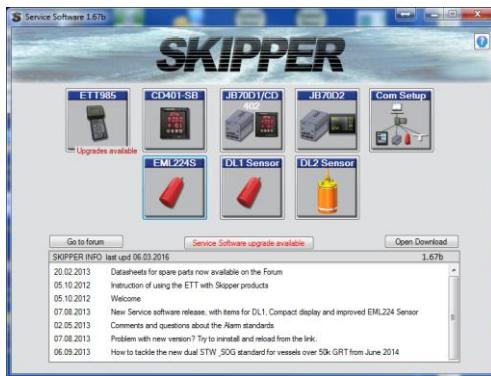 Service Software 1.67b
SKIPPER
ETT985
CD401-SB
JB70D1/CD
402
JB70D2
Com Setup
Upgrades available
EML224S
DL1 Sensor
DL2 Sensor
Go to forum
Service Software upgrade available
Open Download
SKIPPER INFO last upd 06.03.2016 1.67b
20.02.2013 Datasheets for spare parts now available on the Forum
05.10.2012 Instruction of using the ETT with Skipper products
05.10.2012 Welcome
07.08.2013 New Service software release, with items for DL1, Compact display and improved EML224 Sensor
02.05.2013 Comments and questions about the Alarm standards
07.08.2013 Problem with new version? Try to ininstall and reload from the link.
06.09.2013 How to tackle the new dual STW ,SOG standard for vessels over 50k GRT from June 2014